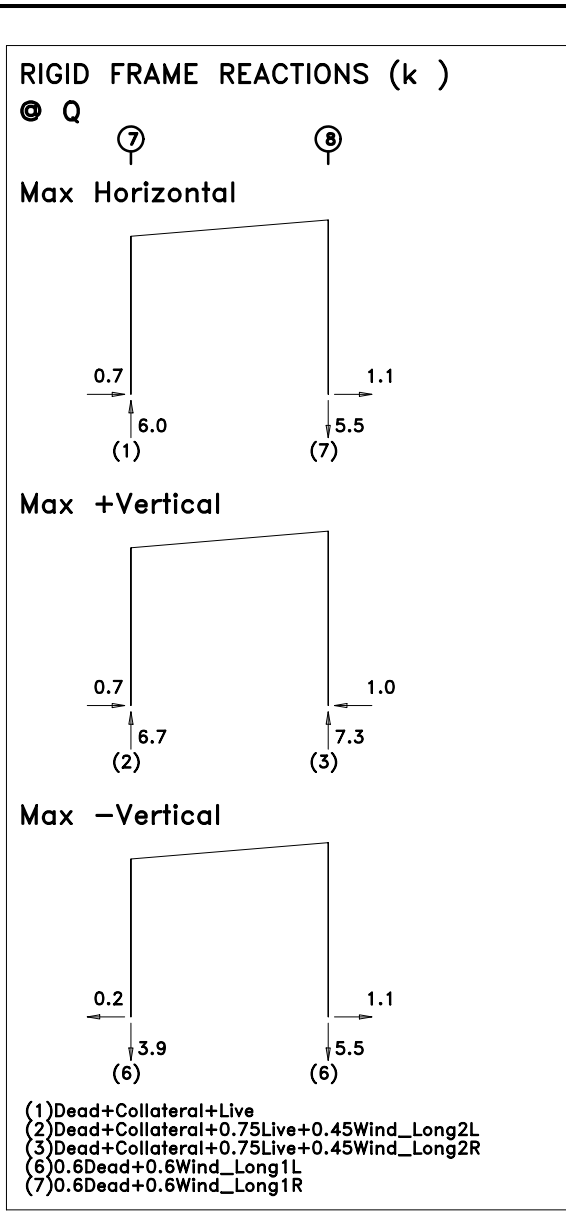 RIGID FRAME REACTIONS (k )
@ Q
7 8
Max Horizontal
0.7 1.1
6.0 5.5
(1) (7)
Max +Vertical
0.7 1.0
6.7 7.3
(2) (3)
Max -Vertical
0.2 1.1
3.9 5.5
(6) (6)
(1)Dead+Collateral+Live
(2)Dead+Collateral+0.75Live+0.45Wind_Long2L
(3)Dead+Collateral+0.75Live+0.45Wind_Long2R
(6)0.6Dead+0.6Wind_Long1L
(7)0.6Dead+0.6Wind_Long1R